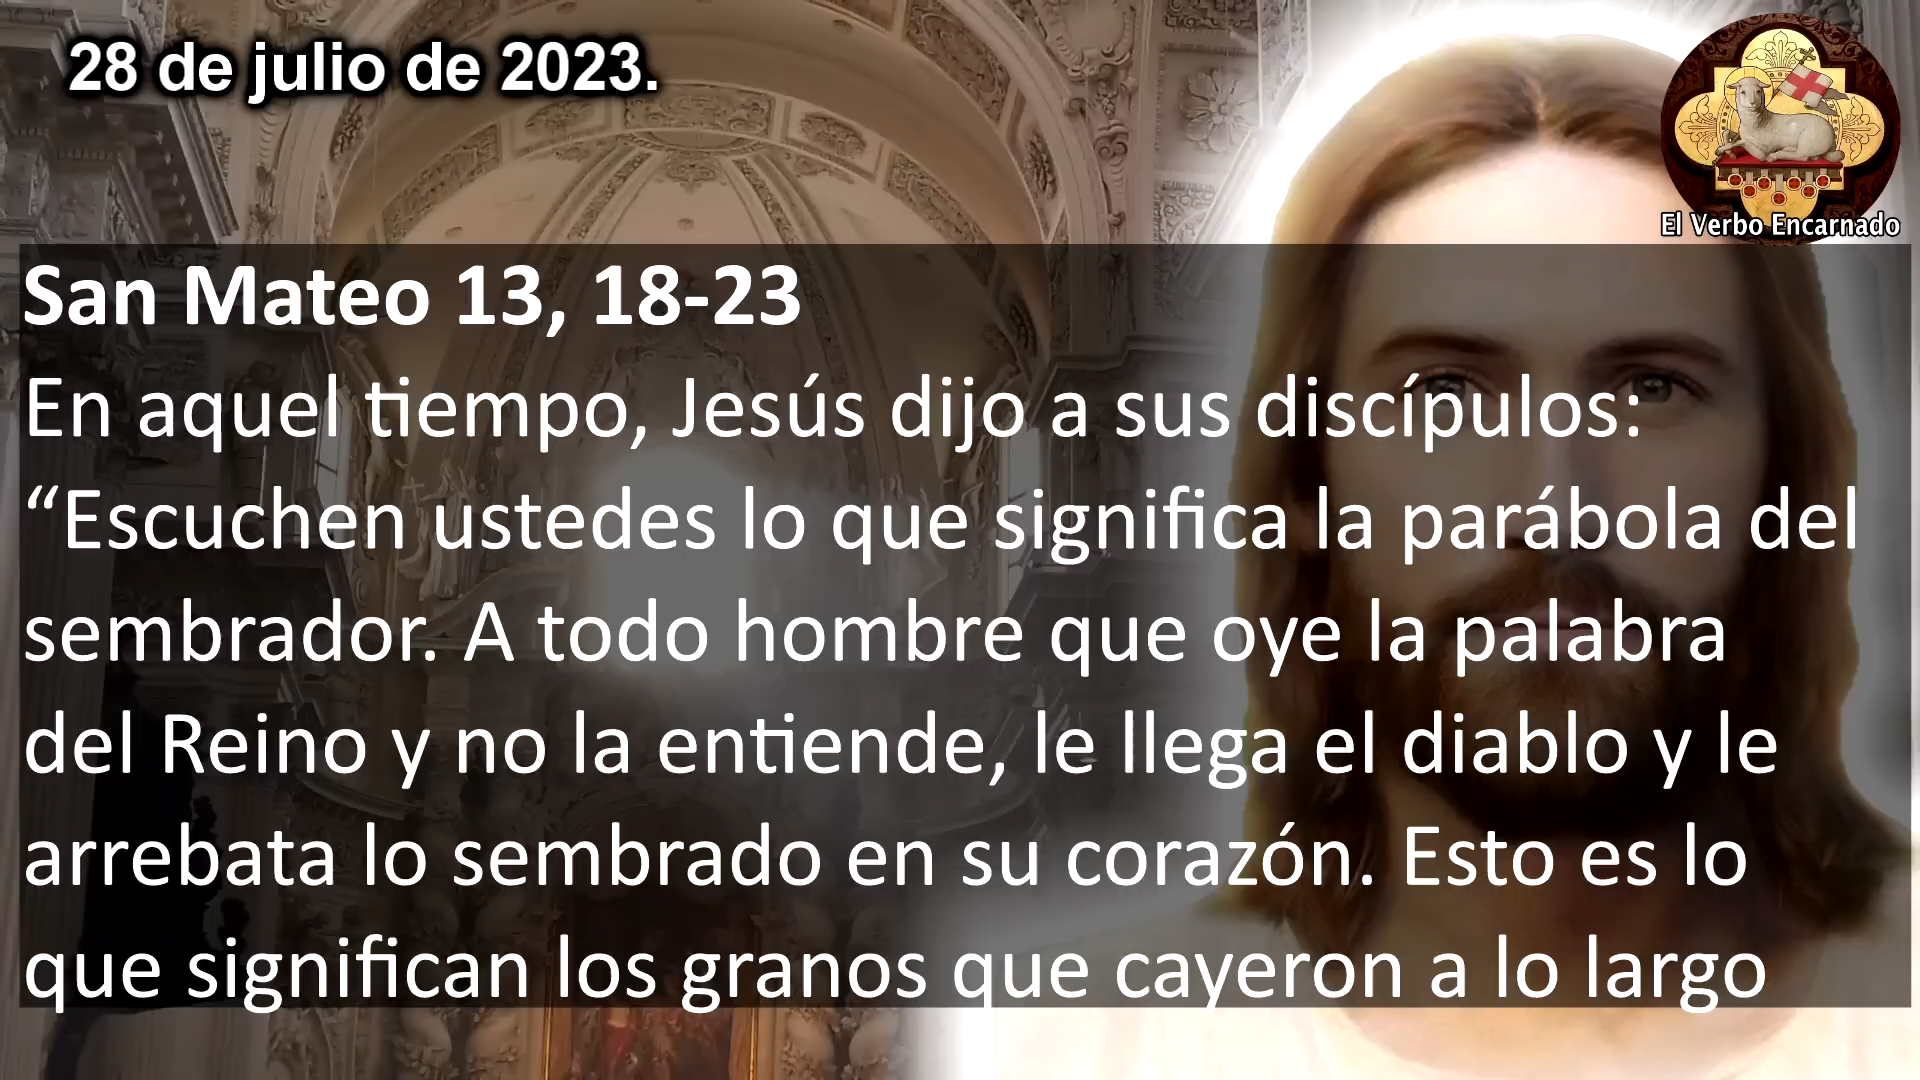 28 de julio de 2023.
El Verbo Encarnado
San Mateo 13, 18-23
En aquel tiempo, Jesús dijo a sus discípulos:
“Escuchen ustedes lo que significa la parábola del
sembrador. A todo hombre que oye la palabra
del Reino y no la entiende, le llega el diablo y le
arrebata lo sembrado en su corazón. Esto es lo
que significan los granos que cayeron a lo largo